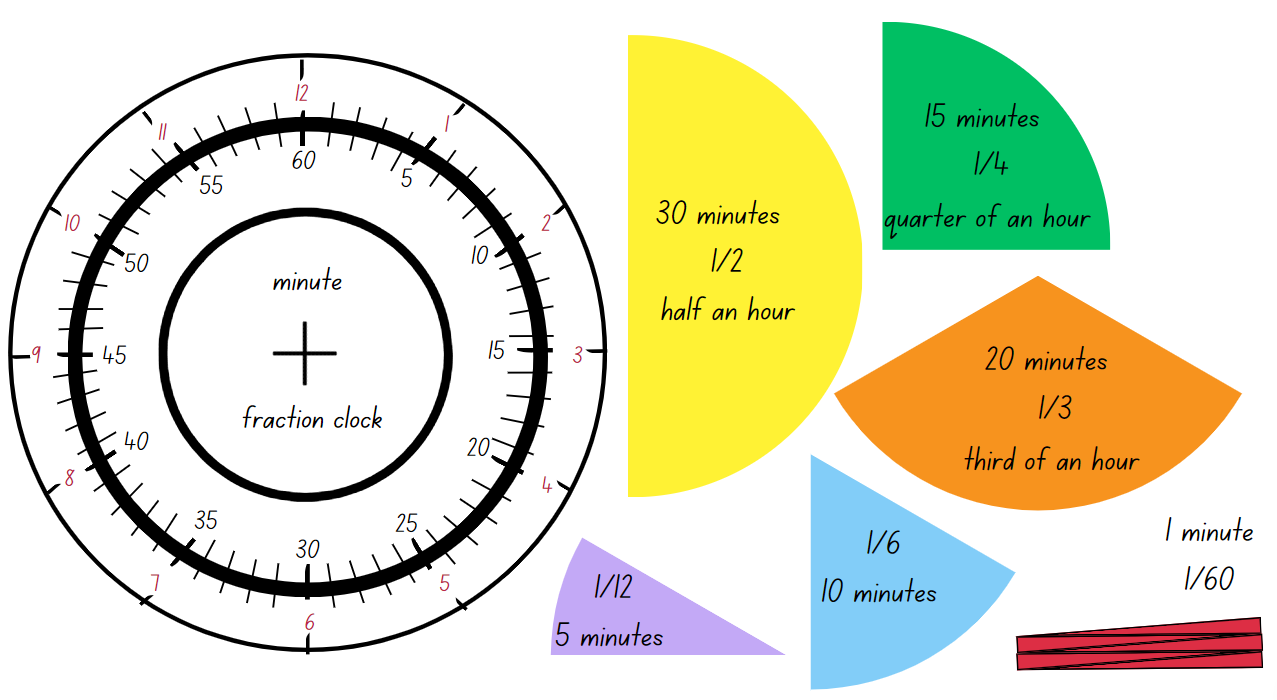 12
11
1
60
55
5
10
2
50
10
minute
9
45
15
3
fraction clock
40
20
8
4
35
25
30
7
5
6
30 minutes
1/2
half an hour
15 minutes
1/4
quarter of an hour
20 minutes
1/3
third of an hour
1/12
5 minutes
1/6
10 minutes
1 minute
1/60